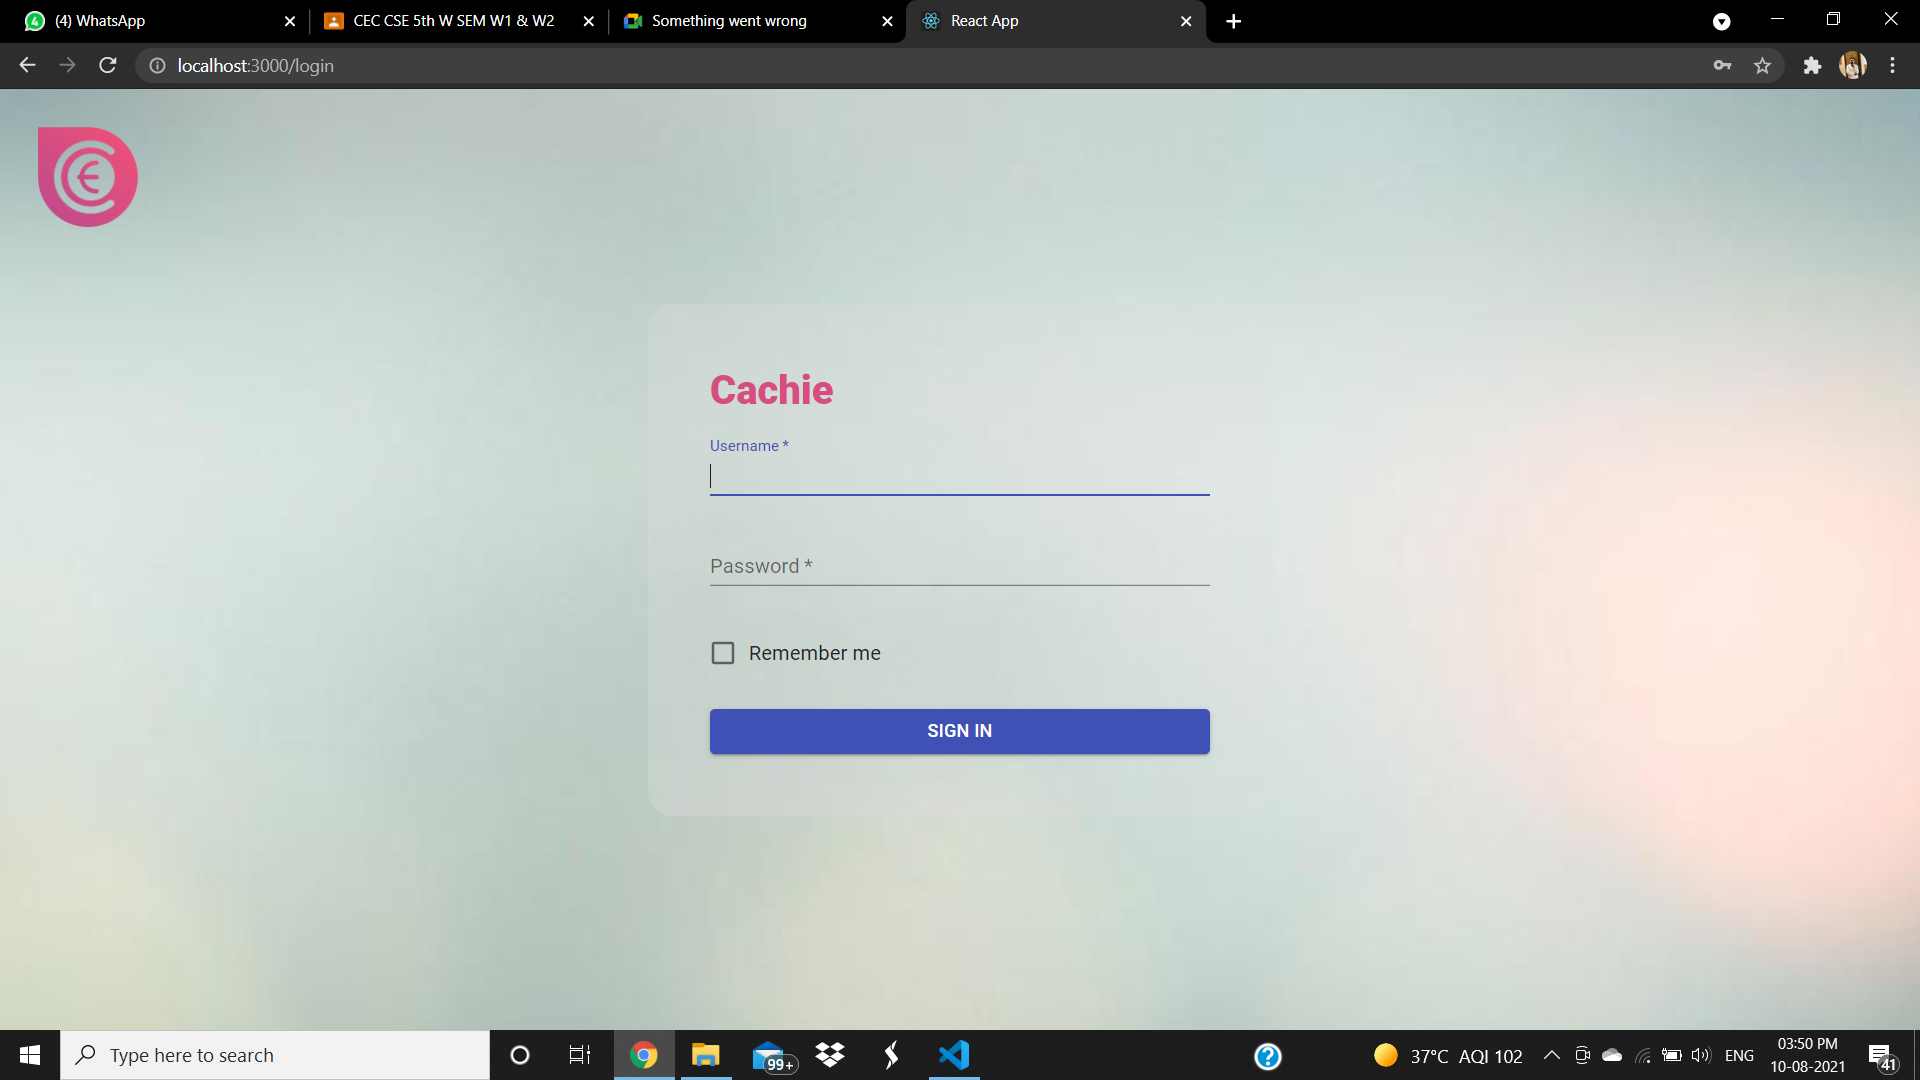 (4) WhatsApp
CEC CSE 5th W SEM W1 & W2
Something went wrong
React App
localhost:3000/login
Cachie
Username *
Password *
Remember me
SIGN IN
Type here to search
99+
37°C AQI 102
ENG
03:50 PM
10-08-2021
41